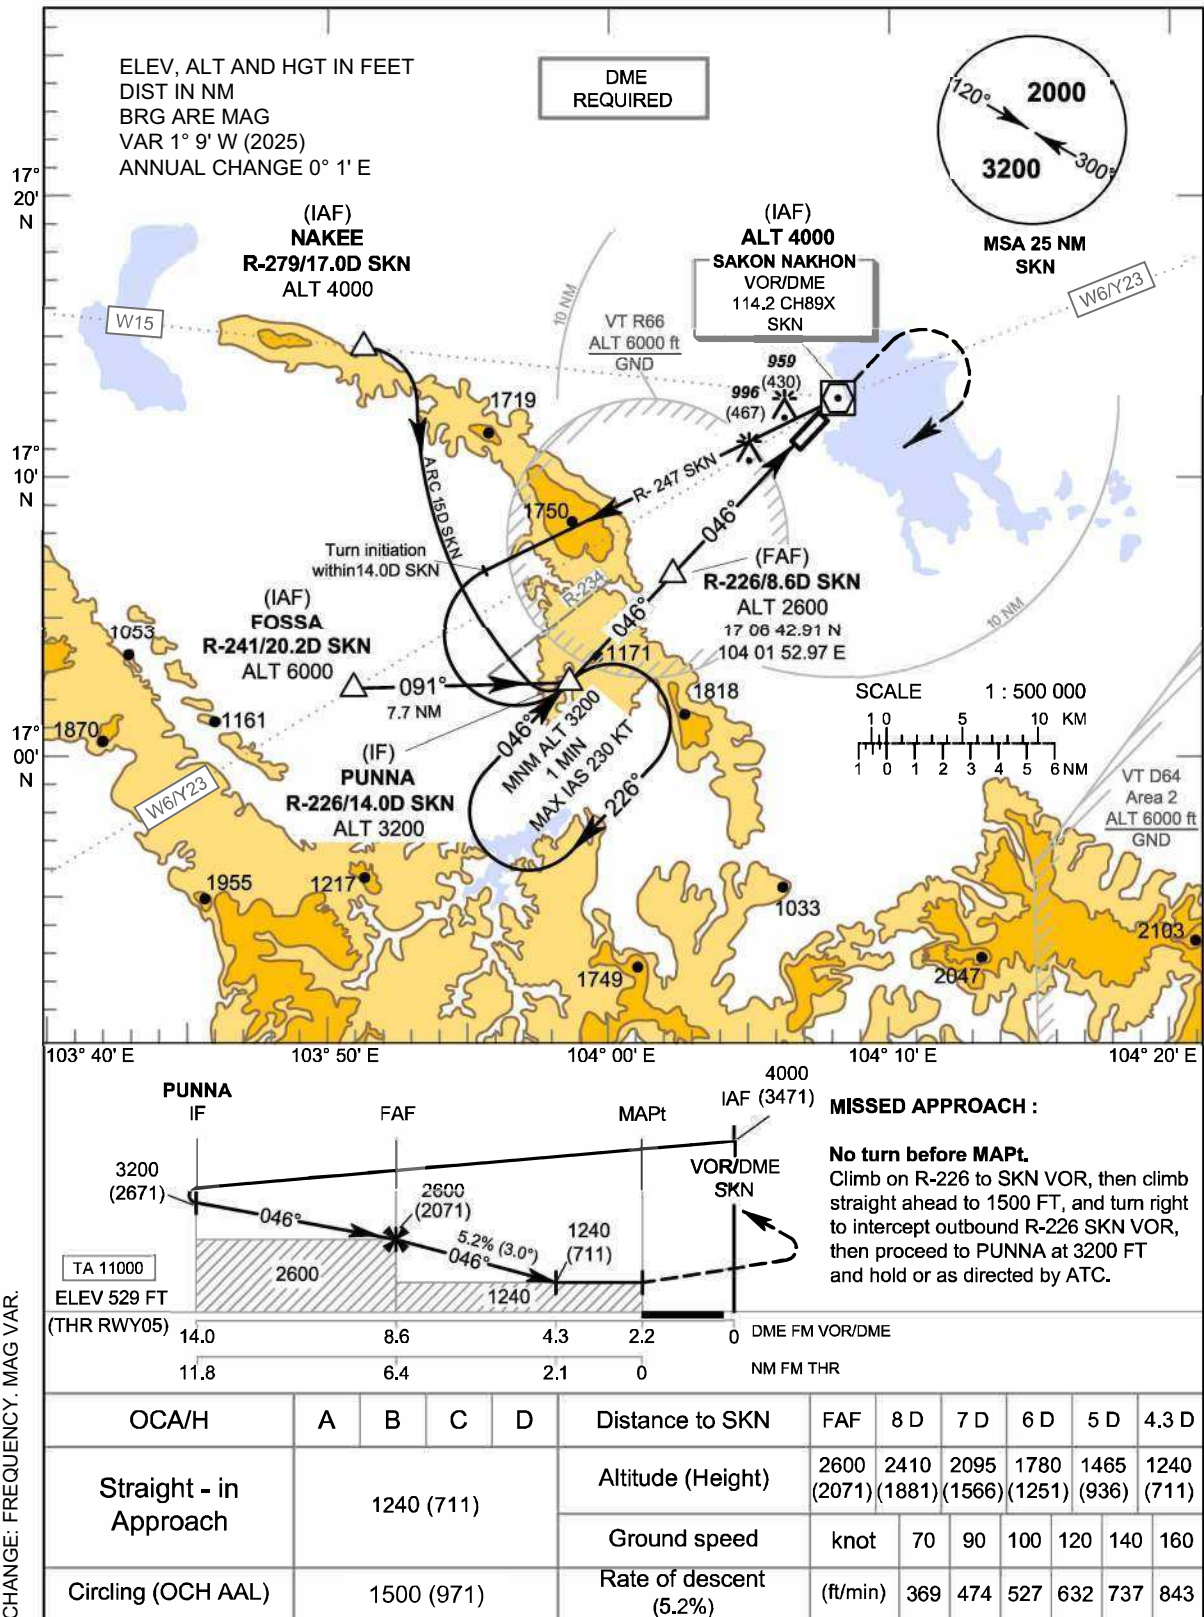 ELEV, ALT AND HGT IN FEET
DIST IN NM
BRG ARE MAG
VAR 1° 9' W (2025)
ANNUAL CHANGE 0° 1' E
DME
REQUIRED
120°
2000
3200
300°
MSA 25 NM
SKN
17°
20'
N
(IAF)
NAKEE
R-279/17.0D SKN
ALT 4000
(IAF)
ALT 4000
SAKON NAKHON
VOR/DME
114.2 CH89X
SKN
W6/Y23
W15
10 NM
VT R66
ALT 6000 ft
GND
959
(430)
996
(467)
1719
17°
10'
N
ARC 15D SKN
R- 247 SKN
1750
046°
Turn initiation
within14.0D SKN
R-234
(FAF)
R-226/8.6D SKN
ALT 2600
17 06 42.91 N
104 01 52.97 E
10 NM
(IAF)
FOSSA
R-241/20.2D SKN
ALT 6000
1053
046°
1171
091°
7.7 NM
1818
1161
1870
SCALE 1 : 500 000
1 0 5 10 KM
1 0 1 2 3 4 5 6 NM
17°
00'
N
046°
MNM ALT 3200
1 MIN
MAX IAS 230 KT
226°
(IF)
PUNNA
R-226/14.0D SKN
ALT 3200
W6/Y23
VT D64
Area 2
ALT 6000 ft
GND
1955
1217
1033
1749
2047
2103
103° 40' E
103° 50' E
104° 00' E
104° 10' E
104° 20' E
PUNNA
IF
FAF
MAPt
IAF
4000
(3471)
VOR/DME
SKN
3200
(2671)
046°
2600
(2071)
5.2% (3.0°)
046°
1240
(711)
TA 11000
2600
1240
ELEV 529 FT
(THR RWY05)
14.0 8.6 4.3 2.2 0 DME FM VOR/DME
11.8 6.4 2.1 0 NM FM THR
MISSED APPROACH :
No turn before MAPt.
Climb on R-226 to SKN VOR, then climb
straight ahead to 1500 FT, and turn right
to intercept outbound R-226 SKN VOR,
then proceed to PUNNA at 3200 FT
and hold or as directed by ATC.
CHANGE: FREQUENCY. MAG VAR.
OCA/H A B C D
Straight - in
Approach
1240 (711)
Circling (OCH AAL) 1500 (971)
Distance to SKN FAF 8 D 7 D 6 D 5 D 4.3 D
Altitude (Height) 2600 2410 2095 1780 1465 1240
(2071) (1881) (1566) (1251) (936) (711)
Ground speed knot 70 90 100 120 140 160
Rate of descent
(5.2%)
(ft/min) 369 474 527 632 737 843